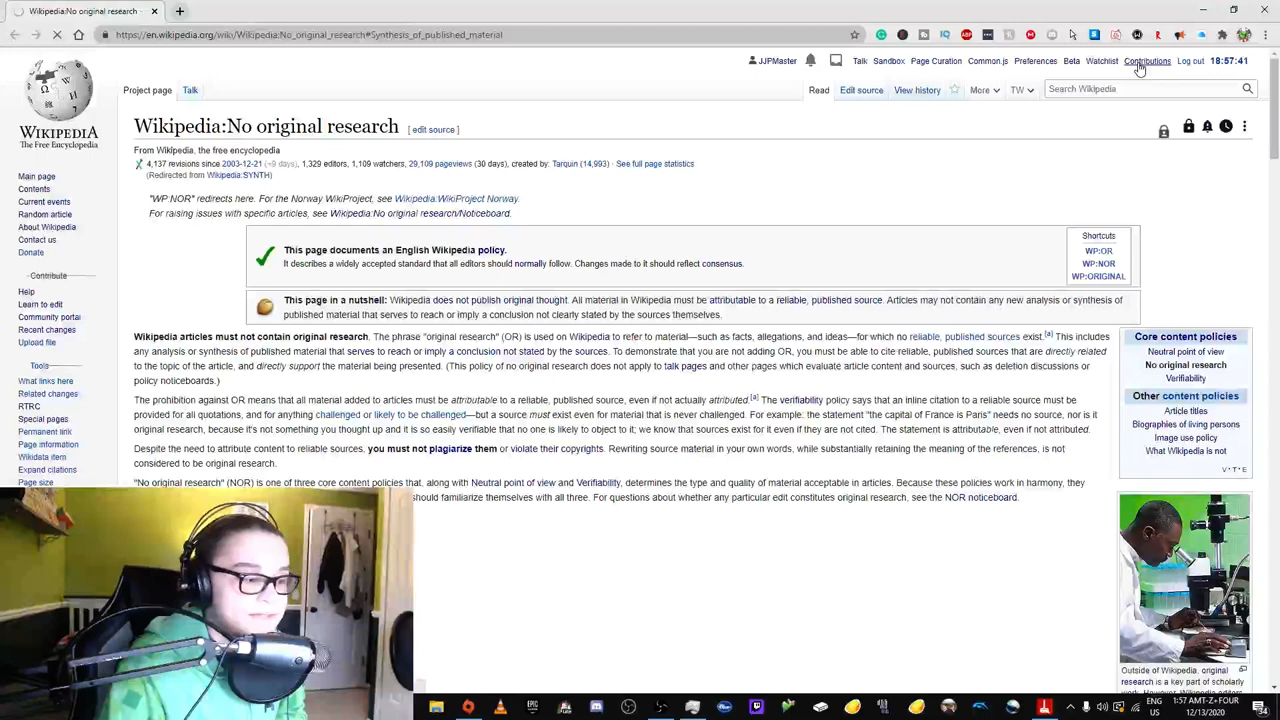 Wikipedia:No original research -
https://en.wikipedia.org/wiki/Wikipedia:No_original_research#Synthesis_of_published_material
JJPMaster Talk Sandbox Page Curation Common.js Preferences Beta Watchlist Contributions Log out 18:57:41
Project page Talk Read Edit source View history More TW Search Wikipedia
WIKIPEDIA
The Free Encyclopedia
Main page
Contents
Current events
Random article
About Wikipedia
Contact us
Donate
Contribute
Help
Learn to edit
Community portal
Recent changes
Upload file
Tools
What links here
Related changes
RTRC
Special pages
Permanent link
Page information
Wikidata item
Expand citations
Page size
Wikipedia:No original research [ edit source ]
From Wikipedia, the free encyclopedia
4,137 revisions since 2003-12-21 (+9 days), 1,329 editors, 1,109 watchers, 29,109 pageviews (30 days), created by: Tarquin (14,993) · See full page statistics
(Redirected from Wikipedia:SYNTH)
"WP:NOR" redirects here. For the Norway WikiProject, see Wikipedia:WikiProject Norway.
For raising issues with specific articles, see Wikipedia:No original research/Noticeboard.
This page documents an English Wikipedia policy.
It describes a widely accepted standard that all editors should normally follow. Changes made to it should reflect consensus.
Shortcuts
WP:OR
WP:NOR
WP:ORIGINAL
This page in a nutshell: Wikipedia does not publish original thought. All material in Wikipedia must be attributable to a reliable, published source. Articles may not contain any new analysis or synthesis of
published material that serves to reach or imply a conclusion not clearly stated by the sources themselves.
Wikipedia articles must not contain original research. The phrase "original research" (OR) is used on Wikipedia to refer to material—such as facts, allegations, and ideas—for which no reliable, published sources exist.[a] This includes
any analysis or synthesis of published material that serves to reach or imply a conclusion not stated by the sources. To demonstrate that you are not adding OR, you must be able to cite reliable, published sources that are directly related
to the topic of the article, and directly support the material being presented. (This policy of no original research does not apply to talk pages and other pages which evaluate article content and sources, such as deletion discussions or
policy noticeboards.)
The prohibition against OR means that all material added to articles must be attributable to a reliable, published source, even if not actually attributed.[a] The verifiability policy says that an inline citation to a reliable source must be
provided for all quotations, and for anything challenged or likely to be challenged—but a source must exist even for material that is never challenged. For example: the statement "the capital of France is Paris" needs no source, nor is it
original research, because it's not something you thought up and it is so easily verifiable that no one is likely to object to it; we know that sources exist for it even if they are not cited. The statement is attributable, even if not attributed.
Despite the need to attribute content to reliable sources, you must not plagiarize them or violate their copyrights. Rewriting source material in your own words, while substantially retaining the meaning of the references, is not
considered to be original research.
"No original research" (NOR) is one of three core content policies that, along with Neutral point of view and Verifiability, determines the type and quality of material acceptable in articles. Because these policies work in harmony, they
should familiarize themselves with all three. For questions about whether any particular edit constitutes original research, see the NOR noticeboard.
Core content policies
Neutral point of view
No original research
Verifiability
Other content policies
Article titles
Biographies of living persons
Image use policy
What Wikipedia is not
V·T·E
Outside of Wikipedia, original
research is a key part of scholarly
work. However, Wikipedia editors
ENG
US
1:57 AMT-Z+FOUR
12/13/2020